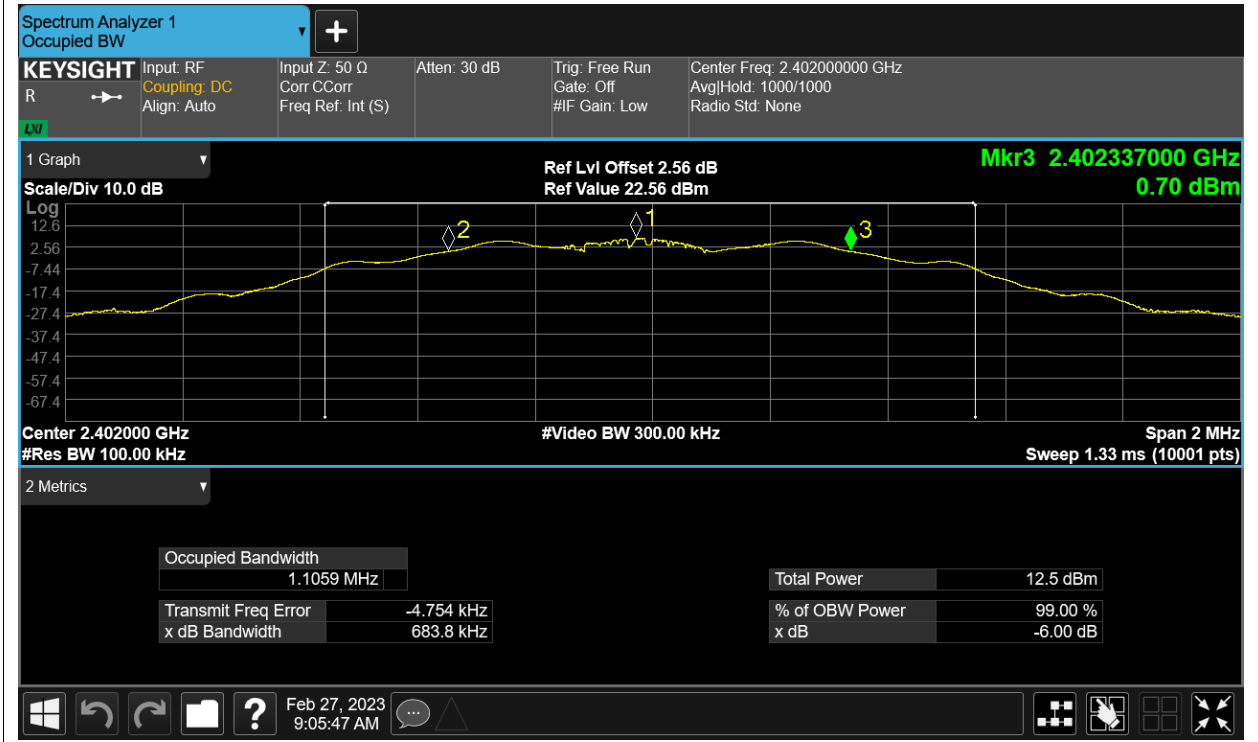 Spectrum Analyzer 1
Occupied BW
KEYSIGHT
R
LXI
Input: RF
Coupling: DC
Align: Auto
Input Z: 50 Ω
Corr CCorr
Freq Ref: Int (S)
Atten: 30 dB
Trig: Free Run
Gate: Off
#IF Gain: Low
Center Freq: 2.402000000 GHz
Avg|Hold: 1000/1000
Radio Std: None
1 Graph
Scale/Div 10.0 dB
Ref Lvl Offset 2.56 dB
Ref Value 22.56 dBm
Mkr3 2.402337000 GHz
0.70 dBm
Log
12.6
2.56
-7.44
-17.4
-27.4
-37.4
-47.4
-57.4
-67.4
2
1
3
Center 2.402000 GHz
#Res BW 100.00 kHz
#Video BW 300.00 kHz
Span 2 MHz
Sweep 1.33 ms (10001 pts)
2 Metrics
Occupied Bandwidth
1.1059 MHz
Transmit Freq Error -4.754 kHz
x dB Bandwidth 683.8 kHz
Total Power 12.5 dBm
% of OBW Power 99.00 %
x dB -6.00 dB
Feb 27, 2023
9:05:47 AM